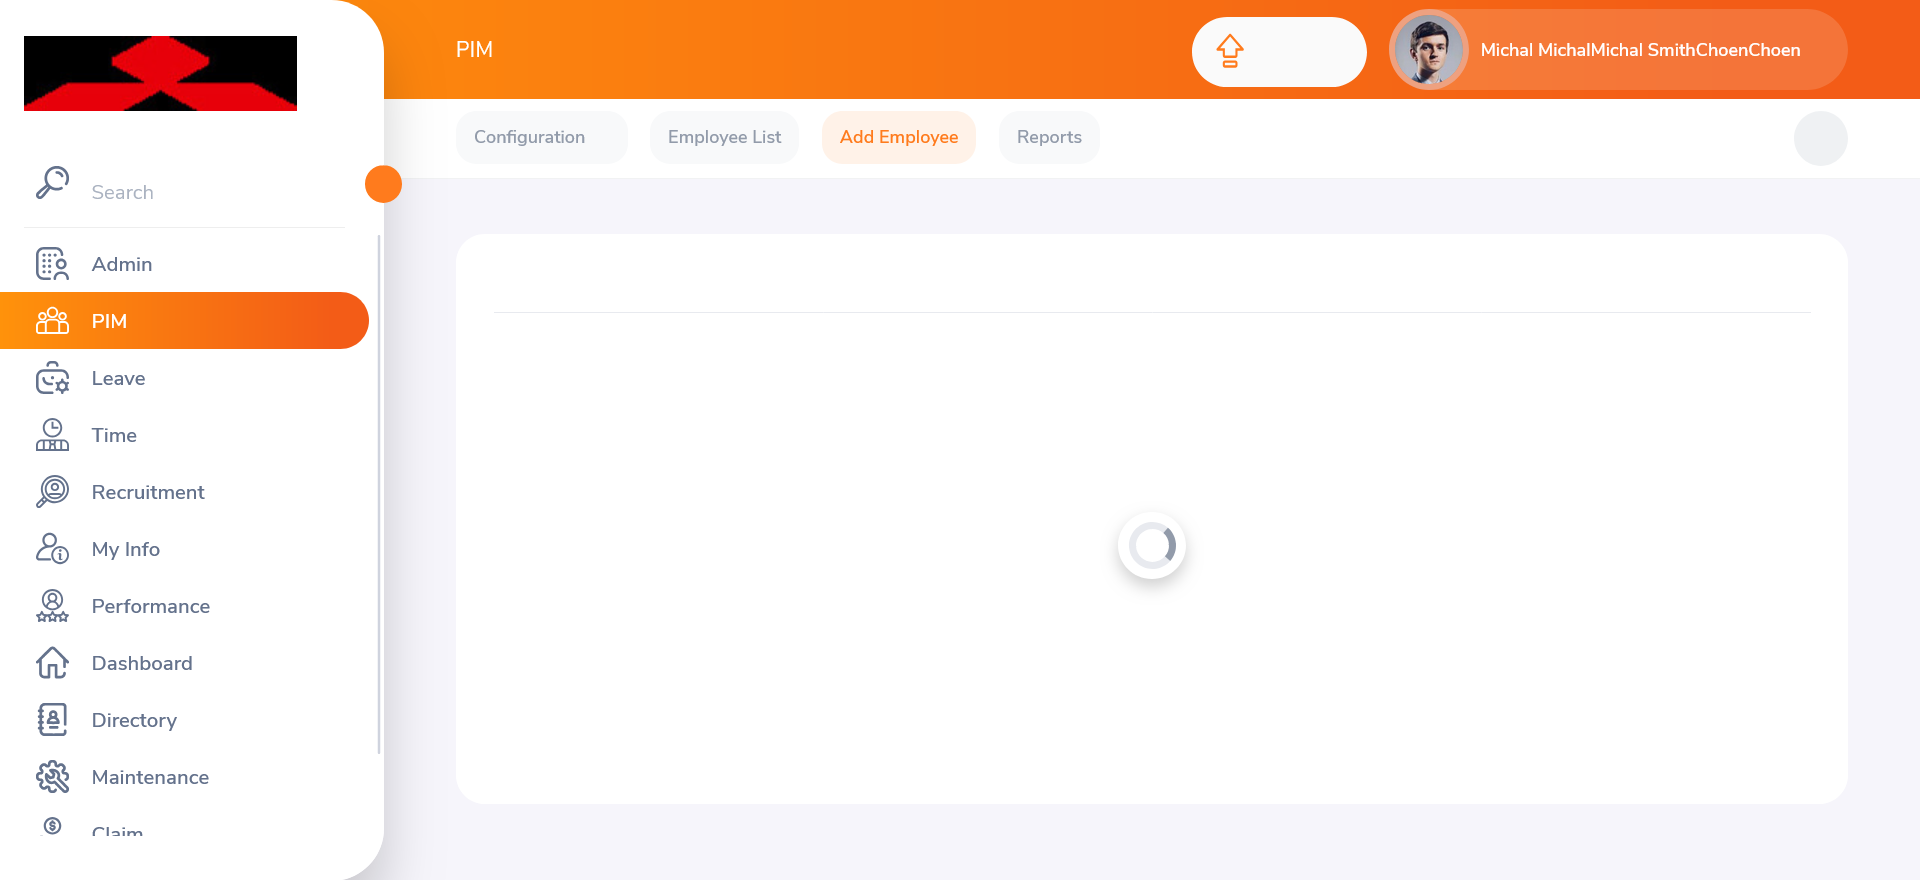 PIM
Michal MichalMichal SmithChoenChoen
Configuration
Employee List
Add Employee
Reports
Search
Admin
PIM
Leave
Time
Recruitment
My Info
Performance
Dashboard
Directory
Maintenance
Claim